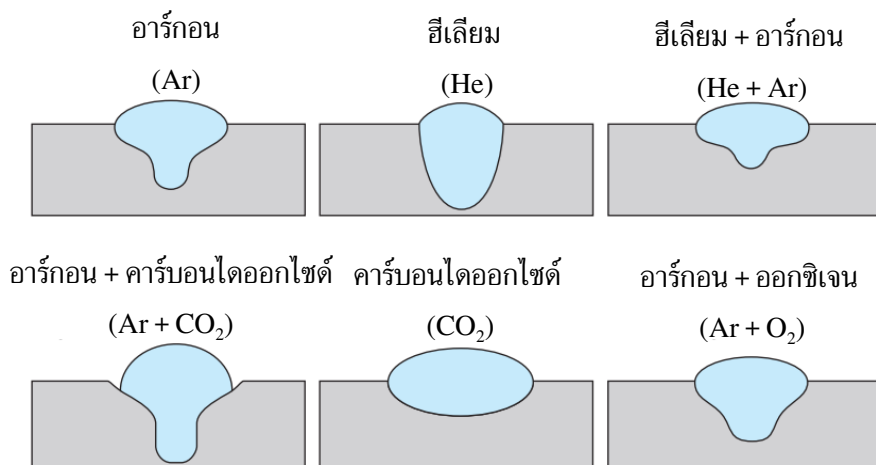 อาร์กอน
(Ar)
ฮีเลียม
(He)
ฮีเลียม + อาร์กอน
(He + Ar)
อาร์กอน + คาร์บอนไดออกไซด์
(Ar + CO₂)
คาร์บอนไดออกไซด์
(CO₂)
อาร์กอน + ออกซิเจน
(Ar + O₂)